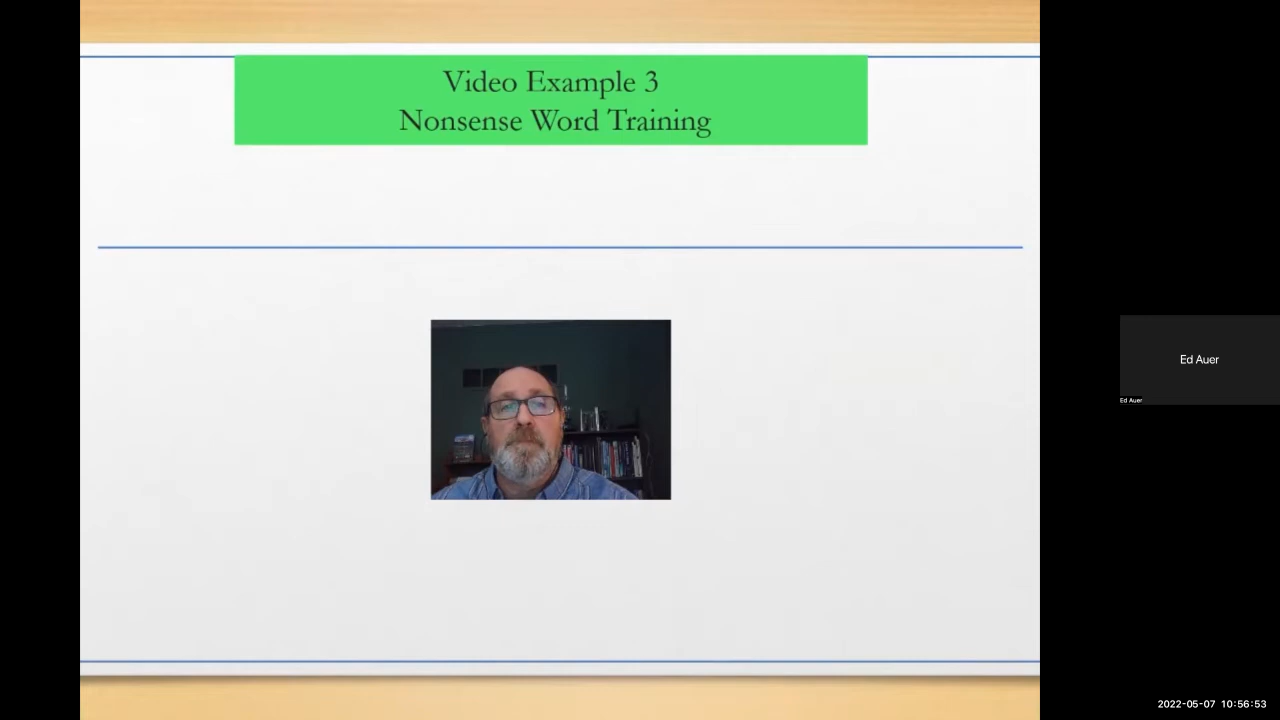 Video Example 3
Nonsense Word Training
Ed Auer
Ed Auer
2022-05-07 10:56:53